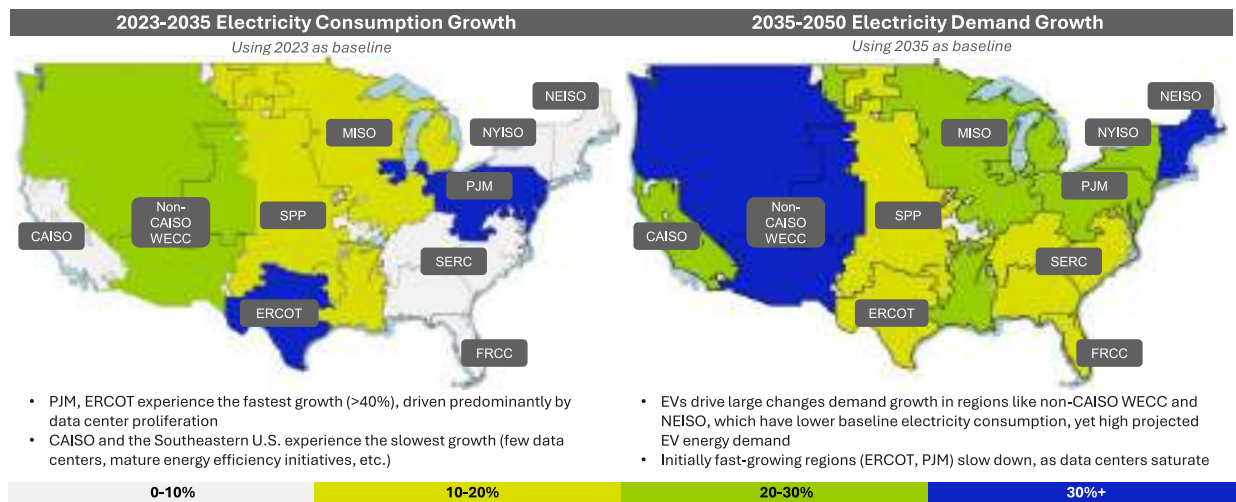 2023-2035 Electricity Consumption Growth
Using 2023 as baseline
NEISO
MISO
NYISO
PJM
Non-
CAISO
WECC
SPP
CAISO
SERC
ERCOT
FRCC
• PJM, ERCOT experience the fastest growth (>40%), driven predominantly by
data center proliferation
• CAISO and the Southeastern U.S. experience the slowest growth (few data
centers, mature energy efficiency initiatives, etc.)
2035-2050 Electricity Demand Growth
Using 2035 as baseline
NEISO
MISO
NYISO
PJM
Non-
CAISO
WECC
SPP
CAISO
SERC
ERCOT
FRCC
• EVs drive large changes demand growth in regions like non-CAISO WECC and
NEISO, which have lower baseline electricity consumption, yet high projected
EV energy demand
• Initially fast-growing regions (ERCOT, PJM) slow down, as data centers saturate
0-10%
10-20%
20-30%
30%+